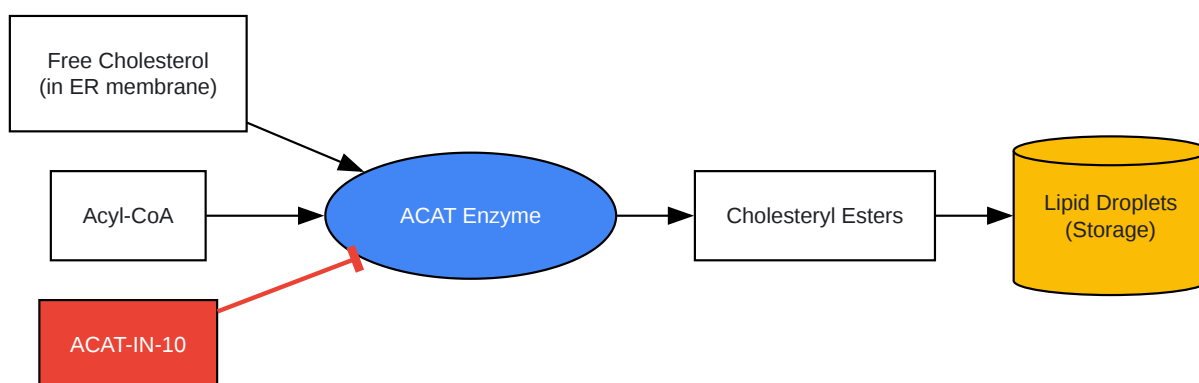 Free Cholesterol
(in ER membrane)
Acyl-CoA
ACAT Enzyme
Cholesteryl Esters
Lipid Droplets
(Storage)
ACAT-IN-10